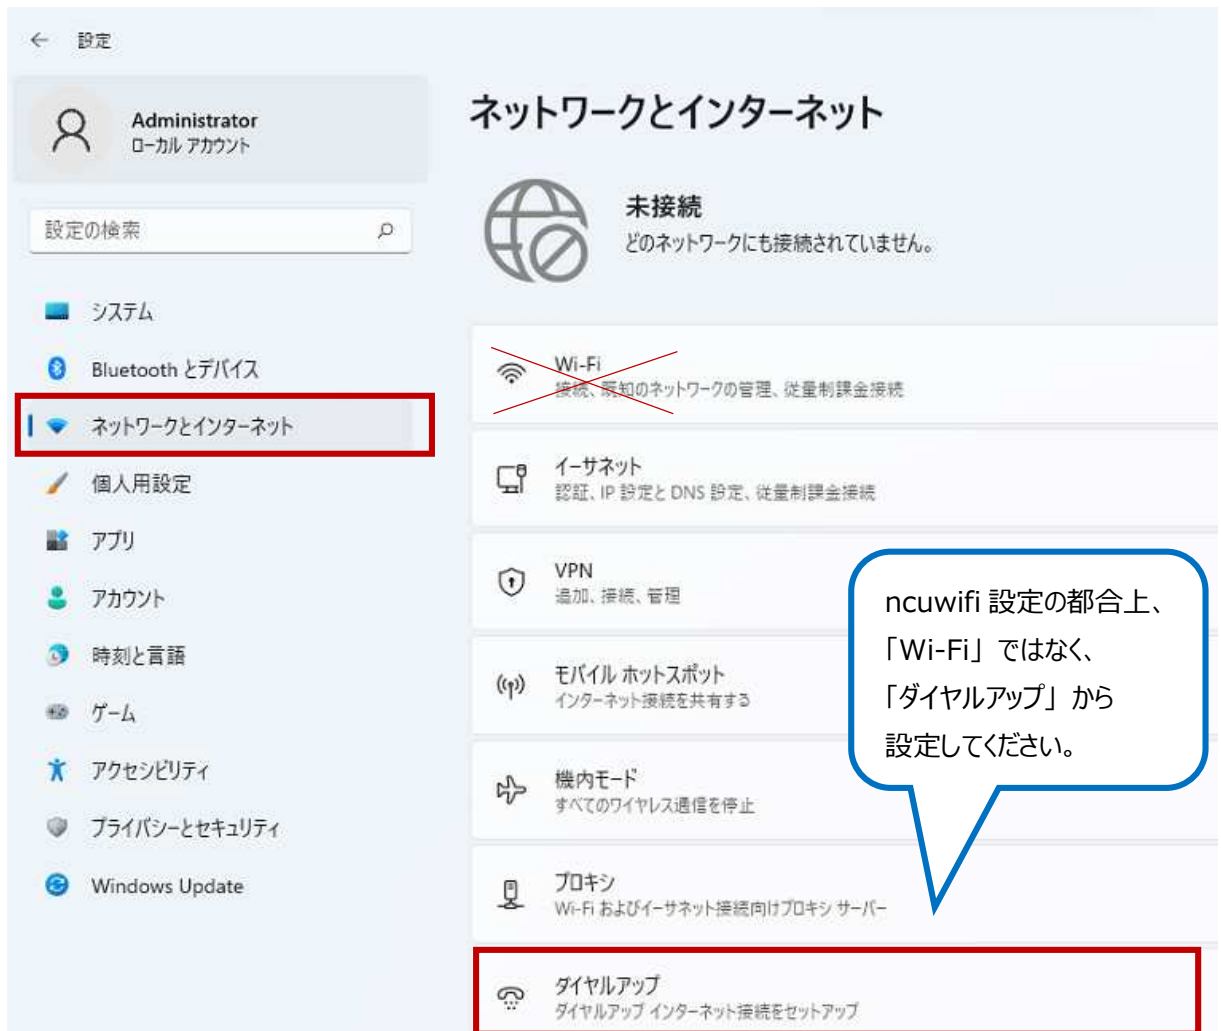 ← 設定
Administrator
ローカル アカウント
設定の検索
システム
Bluetooth とデバイス
ネットワークとインターネット
個人用設定
アプリ
アカウント
時刻と言語
ゲーム
アクセシビリティ
プライバシーとセキュリティ
Windows Update
ネットワークとインターネット
未接続
どのネットワークにも接続されていません。
Wi-Fi
接続、既知のネットワークの管理、従量制課金接続
イーサネット
認証、IP 設定と DNS 設定、従量制課金接続
VPN
追加、接続、管理
モバイル ホットスポット
インターネット接続を共有する
機内モード
すべてのワイヤレス通信を停止
プロキシ
Wi-Fi およびイーサネット接続向けプロキシ サーバー
ダイヤルアップ
ダイヤルアップ インターネット接続をセットアップ
ncuwifi 設定の都合上、
「Wi-Fi」ではなく、
「ダイヤルアップ」から
設定してください。